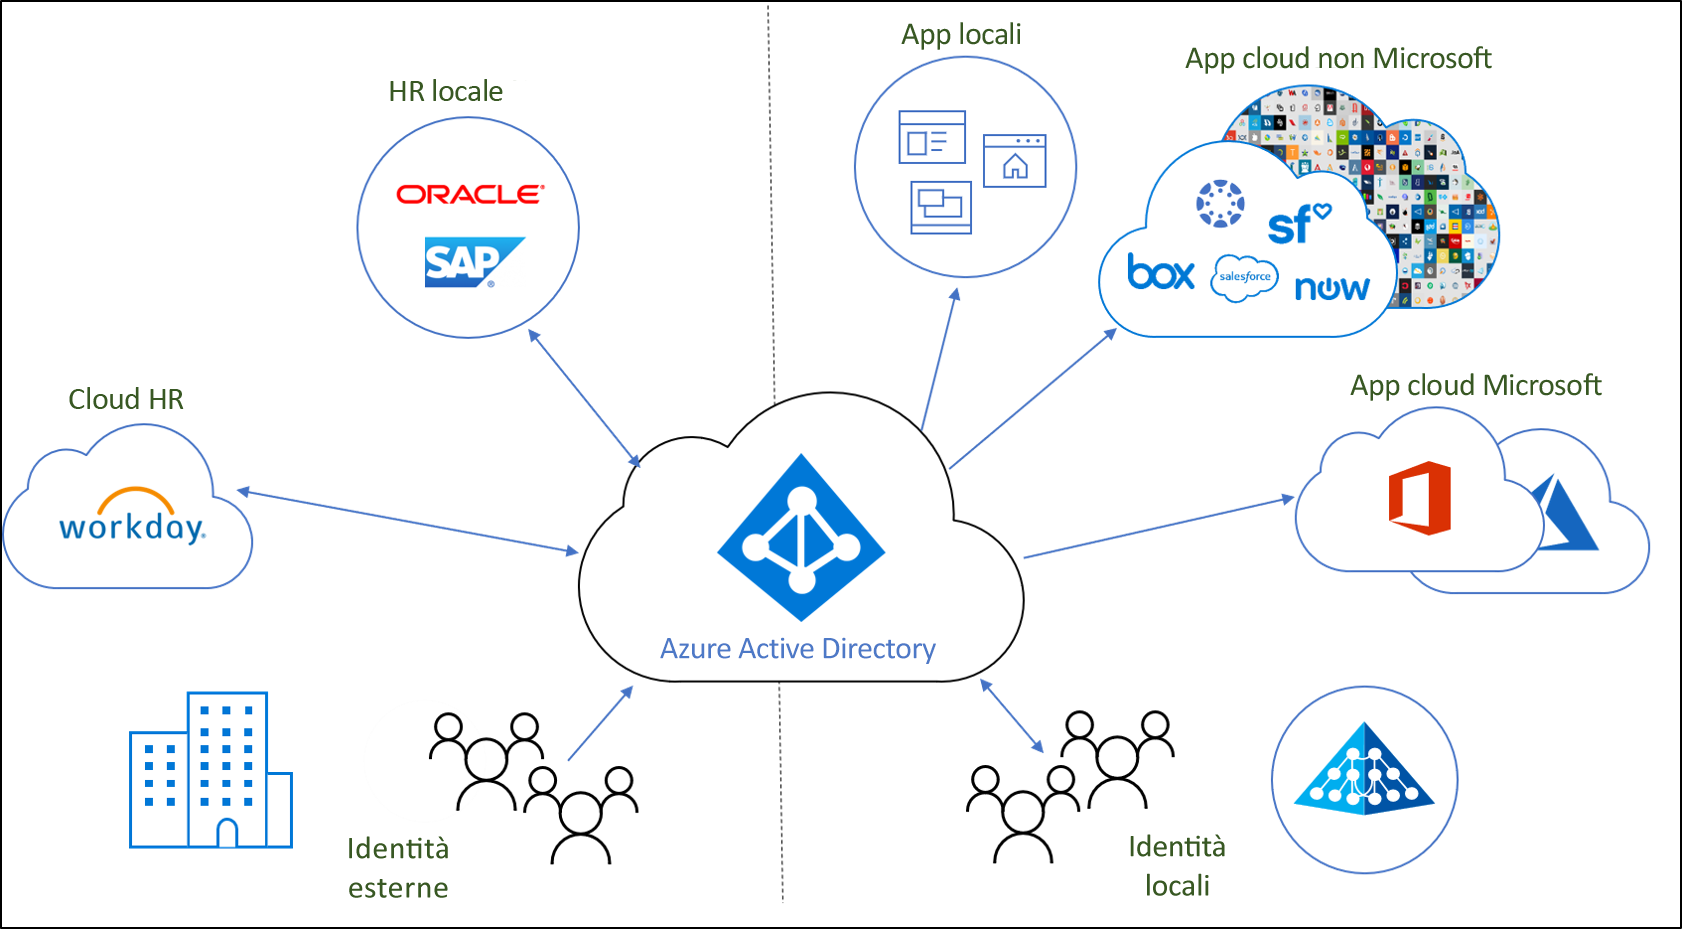 App locali
App cloud non Microsoft
HR locale
ORACLE
SAP
sf
box
salesforce
now
Cloud HR
App cloud Microsoft
workday.
Azure Active Directory
Identità
esterne
Identità
locali